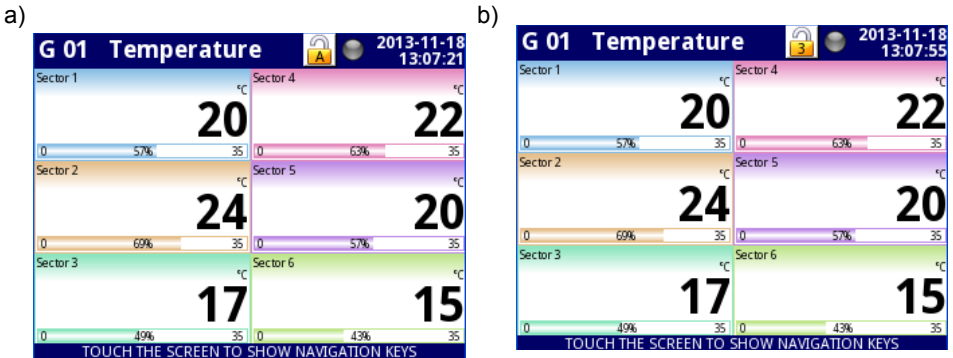 a)
G 01 Temperature A 2013-11-18
13:07:21
Sector 1 °C
20
0 57% 35
Sector 4 °C
22
0 63% 35
Sector 2 °C
24
0 69% 35
Sector 5 °C
20
0 57% 35
Sector 3 °C
17
0 49% 35
Sector 6 °C
15
0 43% 35
TOUCH THE SCREEN TO SHOW NAVIGATION KEYS
b)
G 01 Temperature 3 2013-11-18
13:07:55
Sector 1 °C
20
0 57% 35
Sector 4 °C
22
0 63% 35
Sector 2 °C
24
0 69% 35
Sector 5 °C
20
0 57% 35
Sector 3 °C
17
0 49% 35
Sector 6 °C
15
0 43% 35
TOUCH THE SCREEN TO SHOW NAVIGATION KEYS